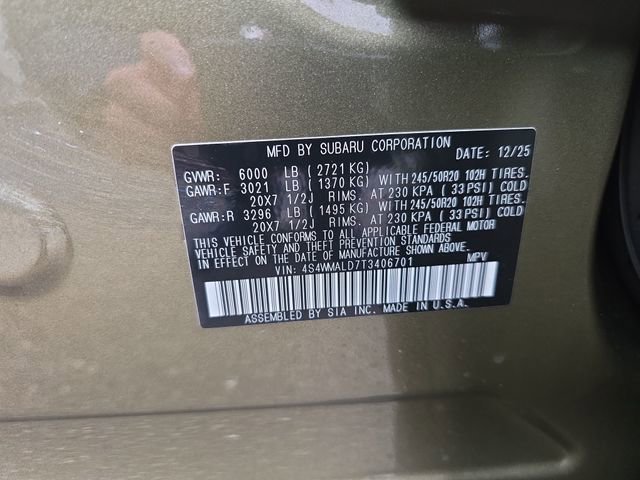 MFD BY SUBARU CORPORATION DATE: 12/25
GVWR: 6000 LB ( 2721 KG)
GAWR:F 3021 LB ( 1370 KG) WITH 245/50R20 102H TIRES.
20X7 1/2J RIMS. AT 230 KPA ( 33 PSI) COLD
GAWR:R 3296 LB ( 1495 KG) WITH 245/50R20 102H TIRES.
20X7 1/2J RIMS. AT 230 KPA ( 33 PSI) COLD
THIS VEHICLE CONFORMS TO ALL APPLICABLE FEDERAL MOTOR
VEHICLE SAFETY AND THEFT PREVENTION STANDARDS
IN EFFECT ON THE DATE OF MANUFACTURE SHOWN ABOVE.
VIN: 4S4WMALD7T3406701 MPV
ASSEMBLED BY SIA INC. MADE IN U.S.A.